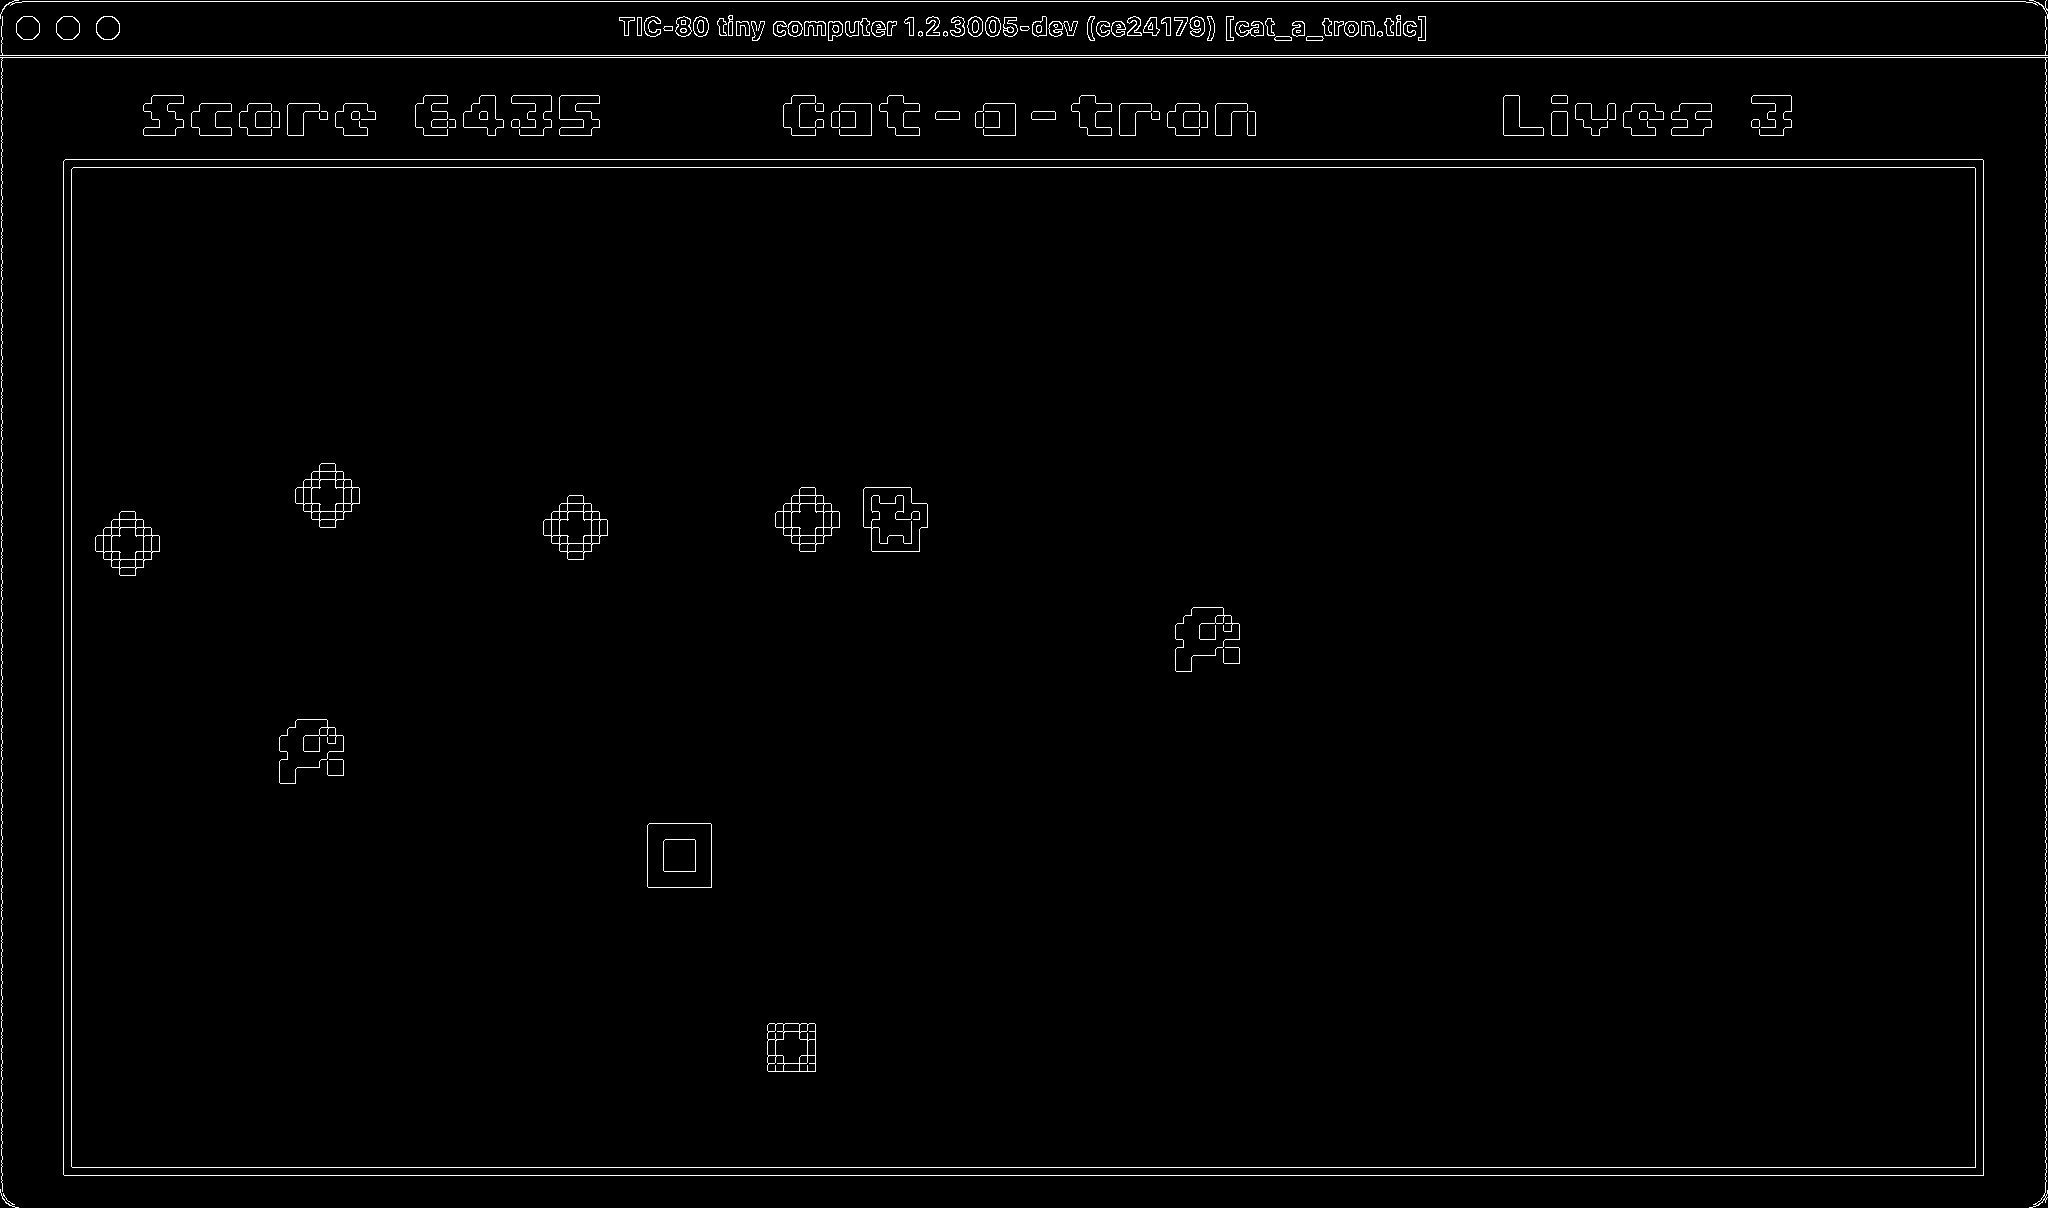 TIC-80 tiny computer 1.2.3005-dev (ce24179) [cat_a_tron.tic]
Score 6435 Cat-a-tron Lives 3